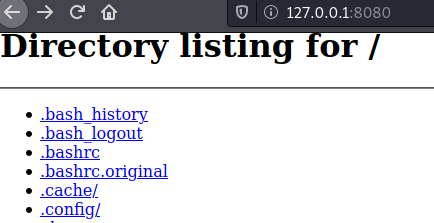 127.0.0.1:8080
Directory listing for /
.bash_history
.bash_logout
.bashrc
.bashrc.original
.cache/
.config/